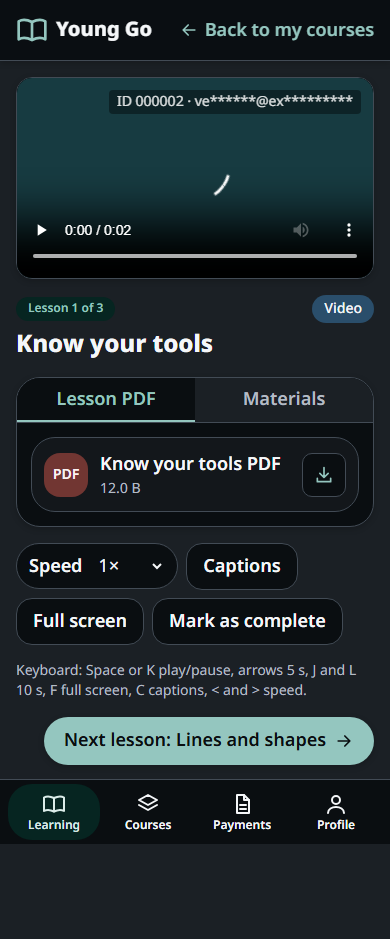 Young Go
← Back to my courses
ID 000002 · ve******@ex*********
0:00 / 0:02
Lesson 1 of 3
Video
Know your tools
Lesson PDF
Materials
PDF
Know your tools PDF
12.0 B
Speed 1×
Captions
Full screen
Mark as complete
Keyboard: Space or K play/pause, arrows 5 s, J and L
10 s, F full screen, C captions, < and > speed.
Next lesson: Lines and shapes →
Learning
Courses
Payments
Profile